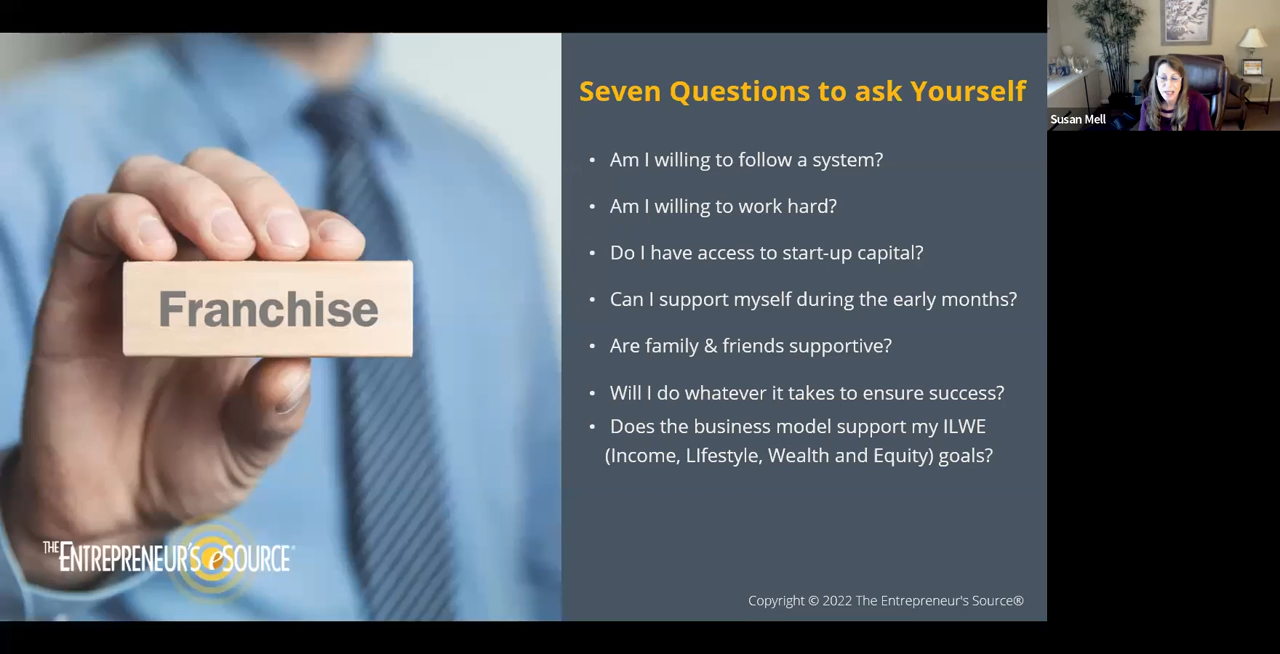 Seven Questions to ask Yourself
• Am I willing to follow a system?
• Am I willing to work hard?
• Do I have access to start-up capital?
• Can I support myself during the early months?
• Are family & friends supportive?
• Will I do whatever it takes to ensure success?
• Does the business model support my ILWE
(Income, LIfestyle, Wealth and Equity) goals?
Franchise
THE ENTREPRENEUR'S eSOURCE®
Copyright © 2022 The Entrepreneur's Source®
Susan Mell